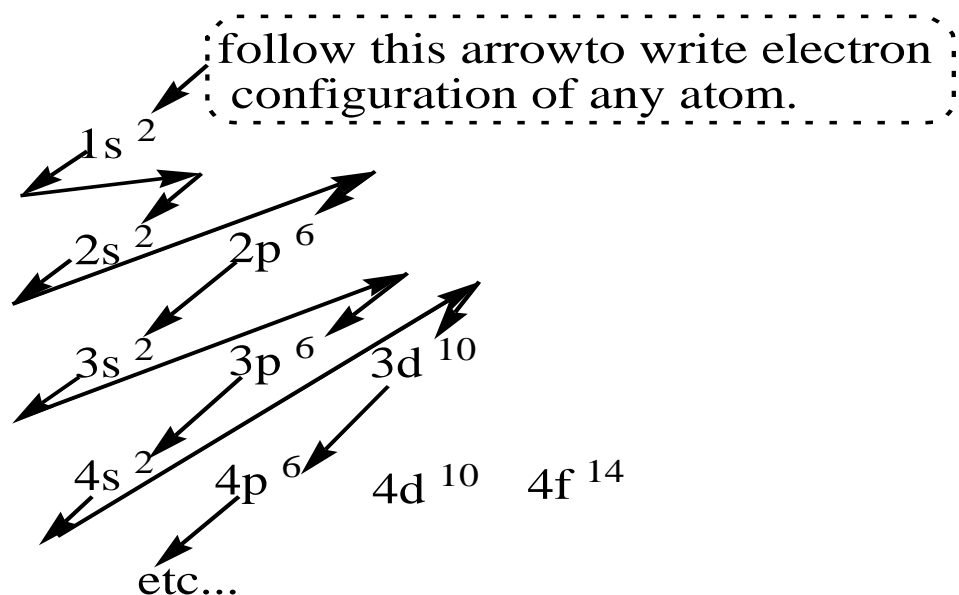 follow this arrowto write electron
configuration of any atom.
1s 2
2s 2 2p 6
3s 2 3p 6 3d 10
4s 2 4p 6 4d 10 4f 14
etc...